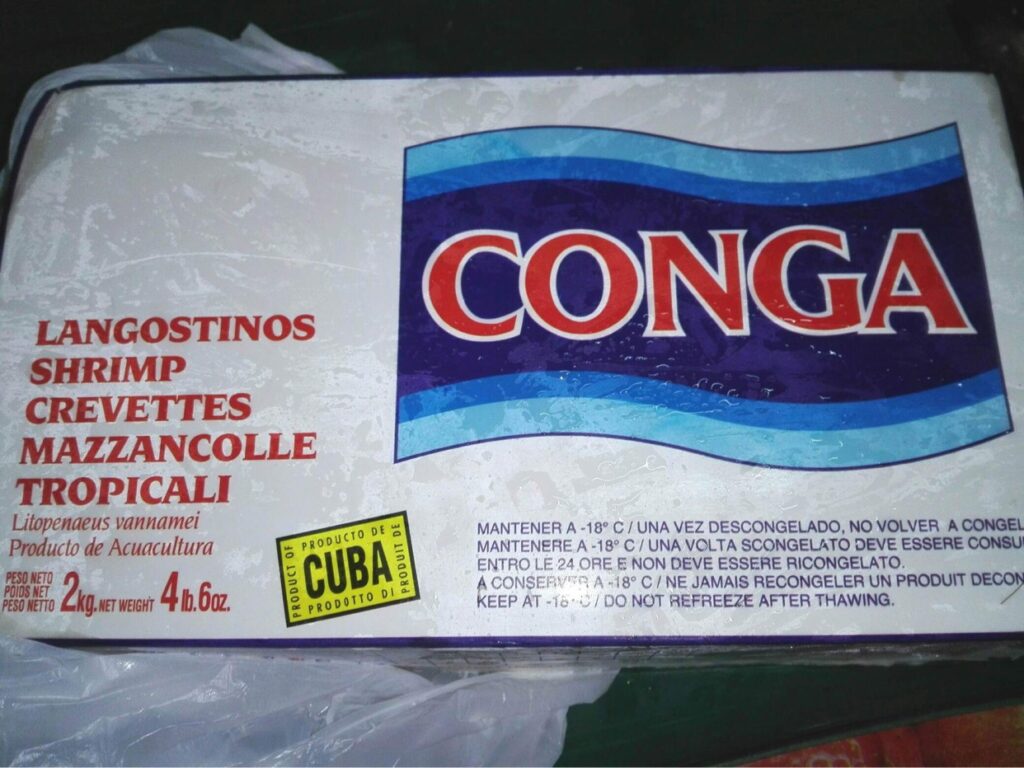 CONGA
LANGOSTINOS
SHRIMP
CREVETTES
MAZZANCOLLE
TROPICALI
Litopenaeus vannamei
Producto de Acuacultura
PESO NETO
POIDS NET
PESO NETTO
2kg. NET WEIGHT 4lb.6oz.
PRODUCTO DE
PRODUCT OF
CUBA
PRODUIT DE
PRODOTTO DI
MANTENER A -18° C / UNA VEZ DESCONGELADO, NO VOLVER A CONGEL
MANTENERE A -18° C / UNA VOLTA SCONGELATO DEVE ESSERE CONSU
ENTRO LE 24 ORE E NON DEVE ESSERE RICONGELATO.
A CONSERVER A -18° C / NE JAMAIS RECONGELER UN PRODUIT DECON
KEEP AT -18° C / DO NOT REFREEZE AFTER THAWING.